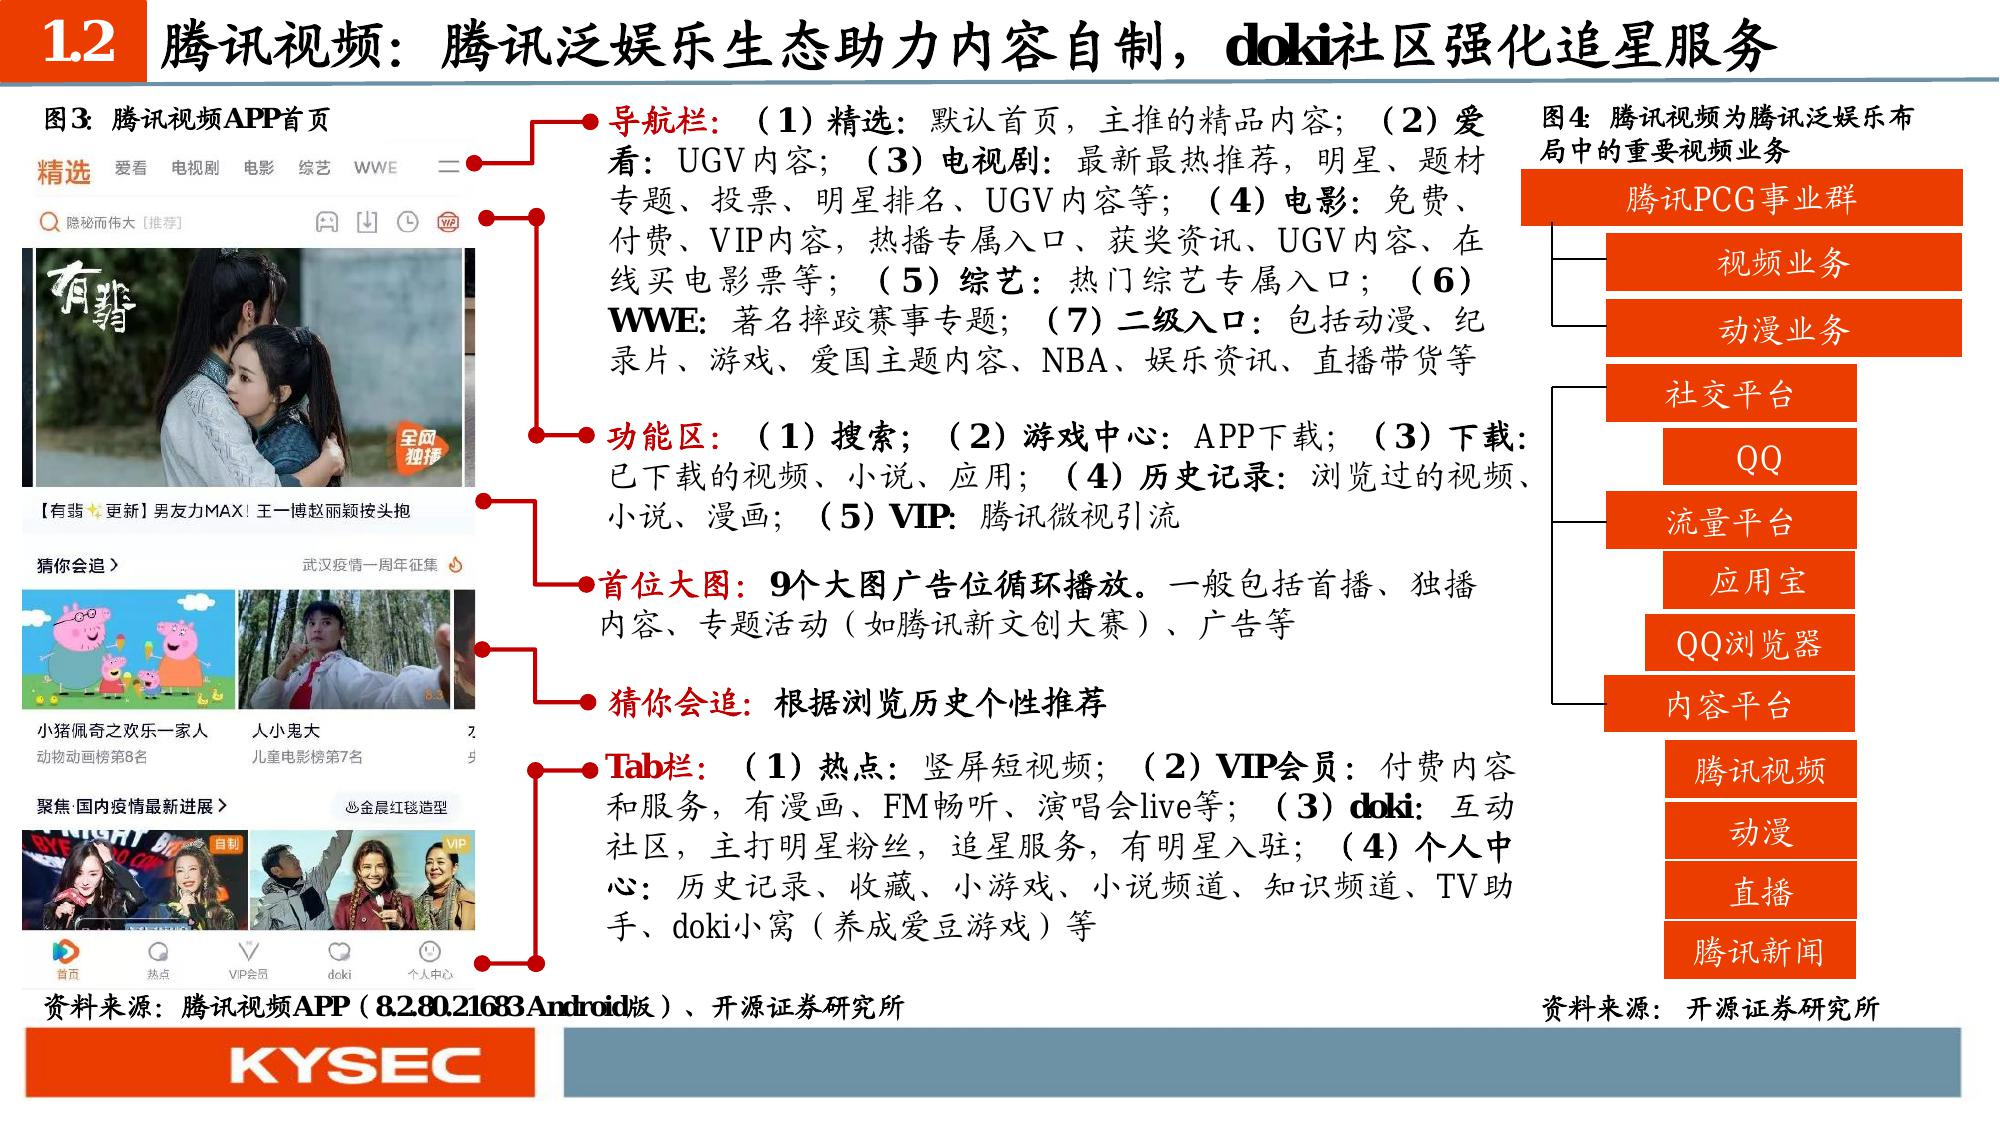 1.2
腾讯视频：腾讯泛娱乐生态助力内容自制，doki社区强化追星服务
图3：腾讯视频APP首页
精选 爱看 电视剧 电影 综艺 WWE
隐秘而伟大 [推荐]
VIP
有翡
全网
独播
【有翡✨更新】男友力MAX！王一博赵丽颖按头抱
猜你会追 >
武汉疫情一周年征集
8.3
小猪佩奇之欢乐一家人
人小鬼大
动物动画榜第8名
儿童电影榜第7名
聚焦·国内疫情最新进展 >
♨金晨红毯造型
自制
VIP
首页 热点 VIP会员 doki 个人中心
资料来源：腾讯视频APP（8.2.80.21683 Android版）、开源证券研究所
导航栏：（1）精选：默认首页，主推的精品内容；（2）爱
看：UGV内容；（3）电视剧：最新最热推荐，明星、题材
专题、投票、明星排名、UGV内容等；（4）电影：免费、
付费、VIP内容，热播专属入口、获奖资讯、UGV内容、在
线买电影票等；（5）综艺：热门综艺专属入口；（6）
WWE：著名摔跤赛事专题；（7）二级入口：包括动漫、纪
录片、游戏、爱国主题内容、NBA、娱乐资讯、直播带货等
功能区：（1）搜索；（2）游戏中心：APP下载；（3）下载：
已下载的视频、小说、应用；（4）历史记录：浏览过的视频、
小说、漫画；（5）VIP：腾讯微视引流
首位大图：9个大图广告位循环播放。一般包括首播、独播
内容、专题活动（如腾讯新文创大赛）、广告等
猜你会追：根据浏览历史个性推荐
Tab栏：（1）热点：竖屏短视频；（2）VIP会员：付费内容
和服务，有漫画、FM畅听、演唱会live等；（3）doki：互动
社区，主打明星粉丝，追星服务，有明星入驻；（4）个人中
心：历史记录、收藏、小游戏、小说频道、知识频道、TV助
手、doki小窝（养成爱豆游戏）等
图4：腾讯视频为腾讯泛娱乐布
局中的重要视频业务
腾讯PCG事业群
视频业务
动漫业务
社交平台
QQ
流量平台
应用宝
QQ浏览器
内容平台
腾讯视频
动漫
直播
腾讯新闻
资料来源：开源证券研究所
KYSEC